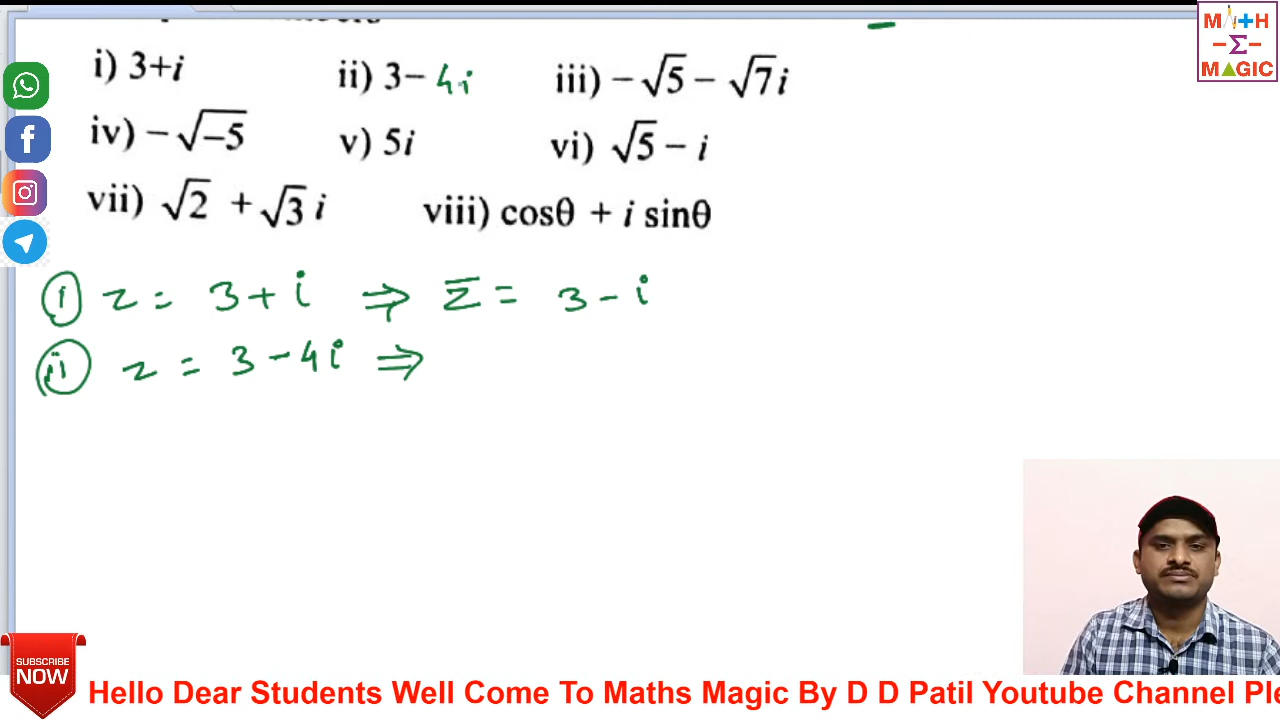 M+H
-Σ-
MAGIC
i) 3+i ii) 3- 4i iii) -√5 - √7i
iv) -√-5 v) 5i vi) √5 - i
vii) √2 + √3 i viii) cosθ + i sinθ
(i) z = 3+i ⇒ z̅ = 3-i
(ii) z = 3-4i ⇒
SUBSCRIBE
NOW
Hello Dear Students Well Come To Maths Magic By D D Patil Youtube Channel Ple